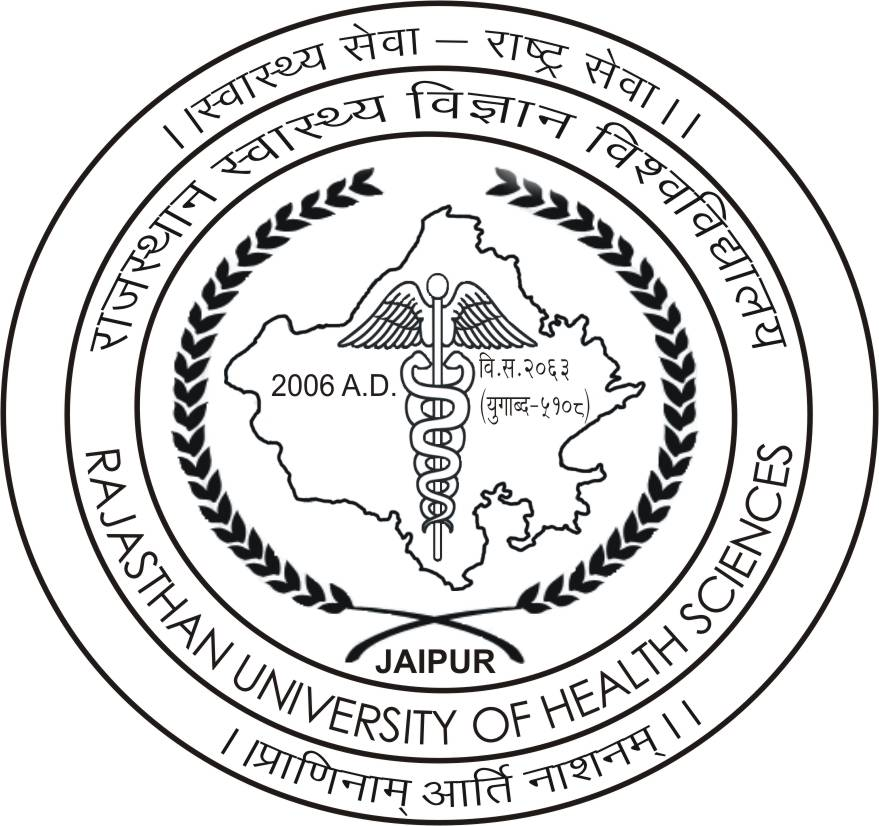 ।।स्वास्थ्य सेवा – राष्ट्र सेवा।।
राजस्थान स्वास्थ्य विज्ञान विश्वविद्यालय
2006 A.D.
वि.स.२०६३
(युगाब्द-५१०८)
JAIPUR
RAJASTHAN UNIVERSITY OF HEALTH SCIENCES
।।प्राणिनाम् आर्ति नाशनम्।।